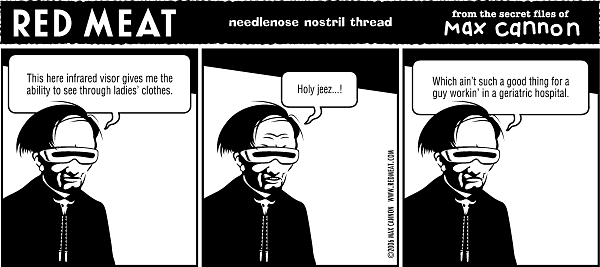 RED MEAT
needlenose nostril thread
from the secret files of
max cannon
This here infrared visor gives me the
ability to see through ladies' clothes.
Holy jeez...!
©2006 MAX CANNON WWW.REDMEAT.COM
Which ain't such a good thing for a
guy workin' in a geriatric hospital.